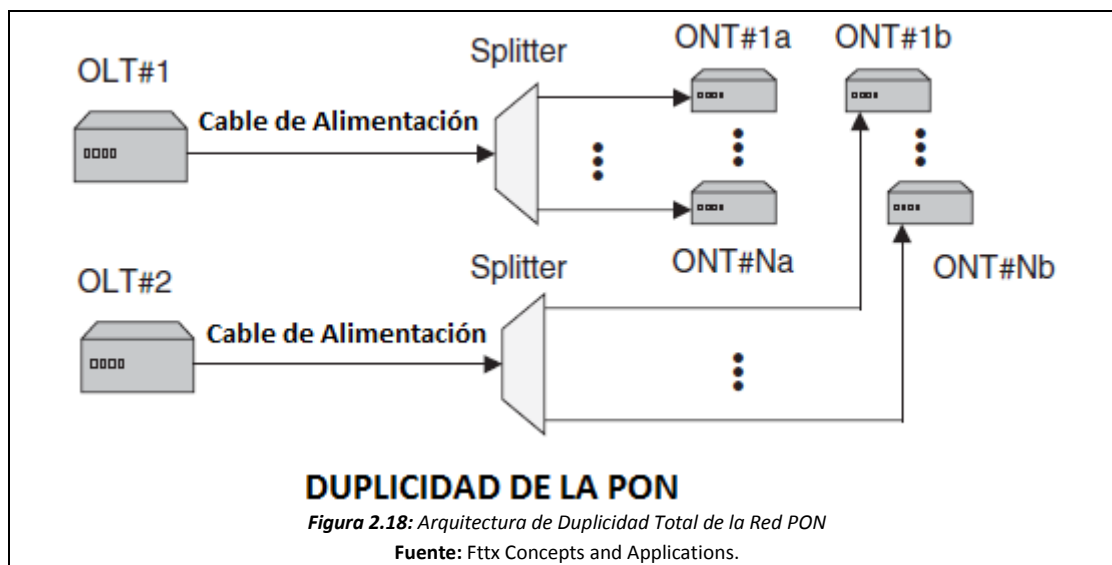 Splitter
ONT#1a
ONT#1b
OLT#1
Cable de Alimentación
Splitter
ONT#Na
ONT#Nb
OLT#2
Cable de Alimentación
DUPLICIDAD DE LA PON
Figura 2.18: Arquitectura de Duplicidad Total de la Red PON
Fuente: Fttx Concepts and Applications.